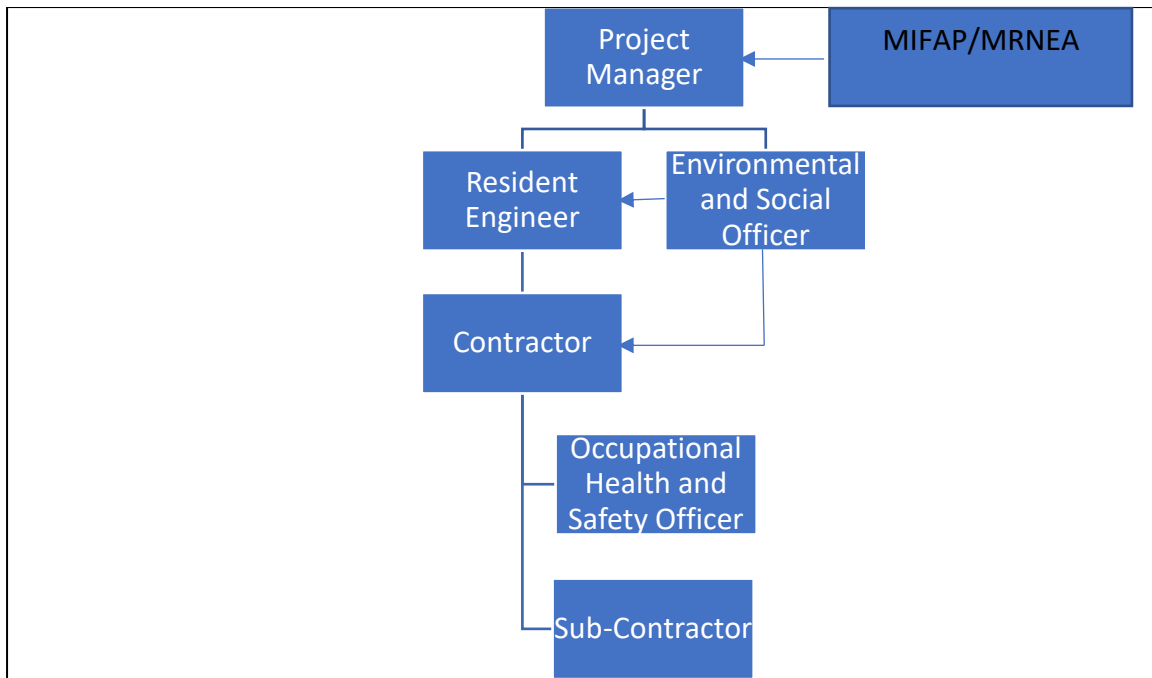 Project
Manager
MIFAP/MRNEA
Resident
Engineer
Environmental
and Social
Officer
Contractor
Occupational
Health and
Safety Officer
Sub-Contractor